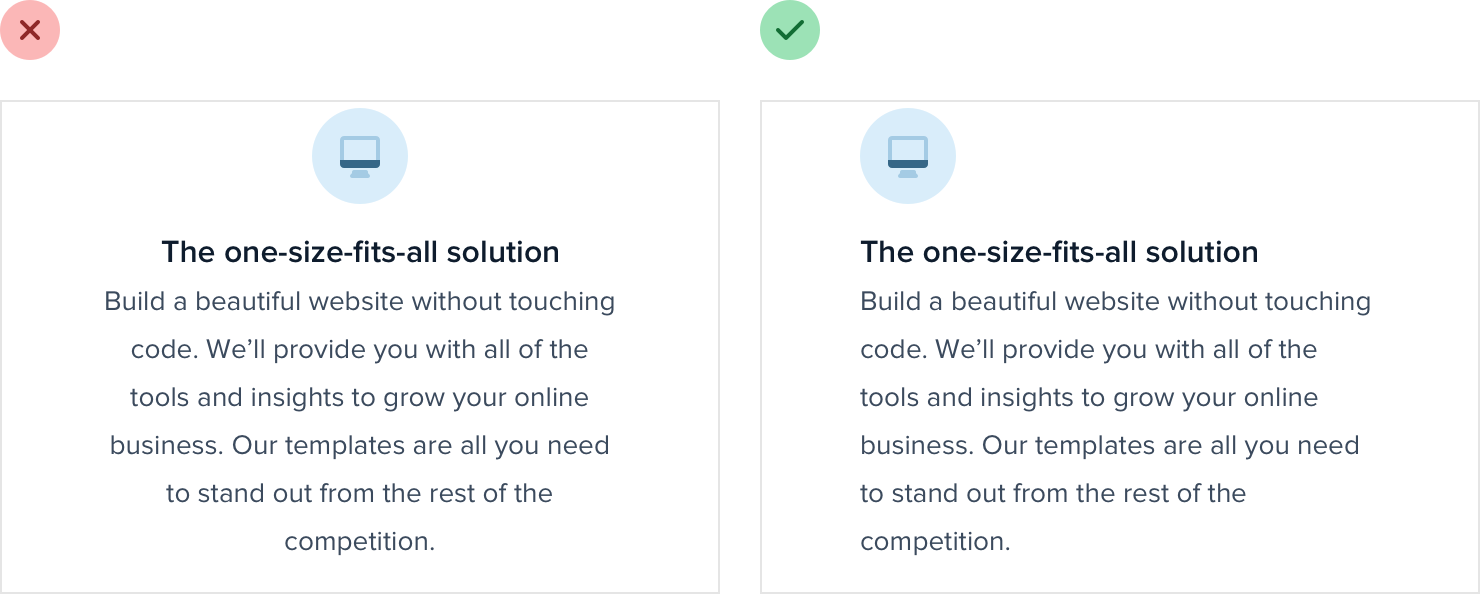 The one-size-fits-all solution
Build a beautiful website without touching
code. We’ll provide you with all of the
tools and insights to grow your online
business. Our templates are all you need
to stand out from the rest of the
competition.
The one-size-fits-all solution
Build a beautiful website without touching
code. We’ll provide you with all of the
tools and insights to grow your online
business. Our templates are all you need
to stand out from the rest of the
competition.